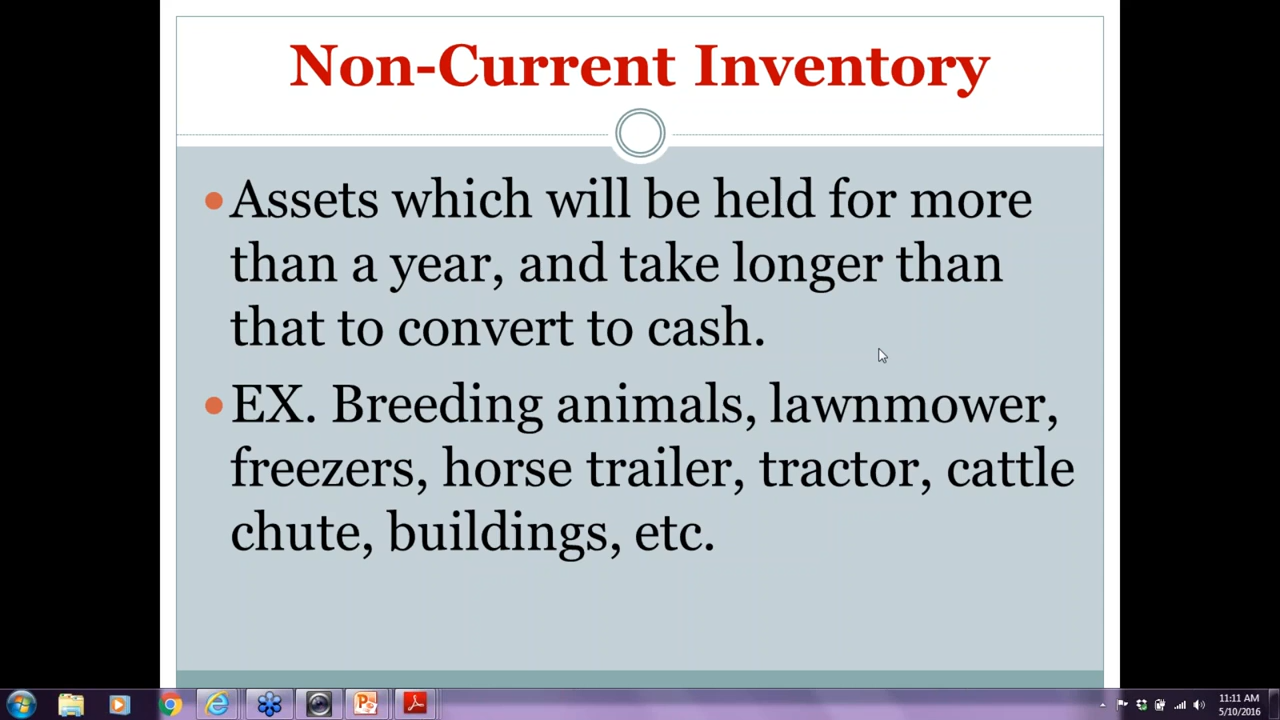 Non-Current Inventory
Assets which will be held for more
than a year, and take longer than
that to convert to cash.
EX. Breeding animals, lawnmower,
freezers, horse trailer, tractor, cattle
chute, buildings, etc.
11:11 AM
5/10/2016